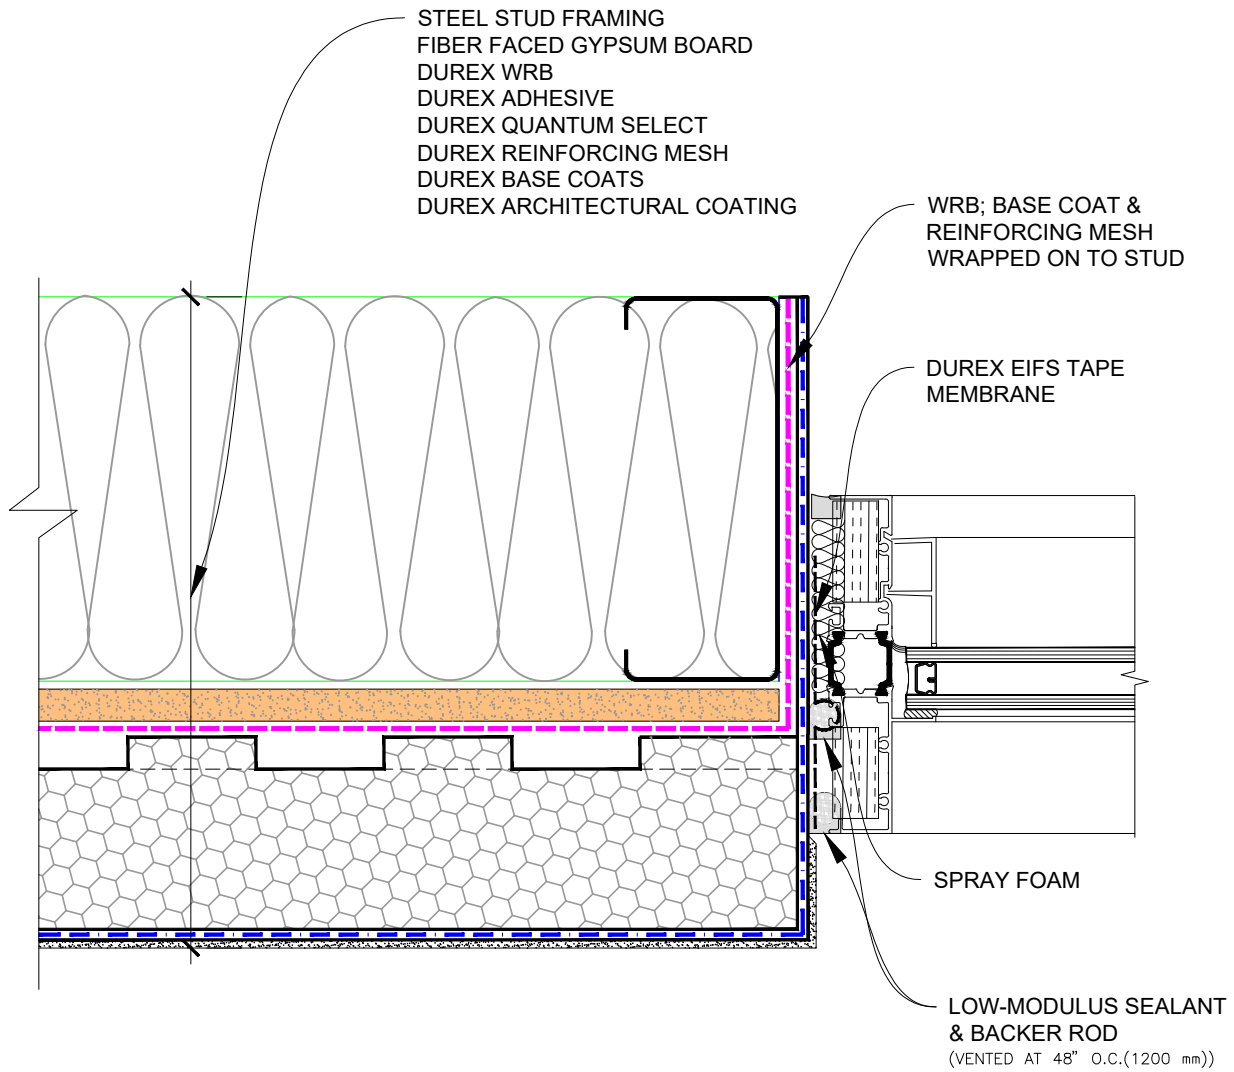 STEEL STUD FRAMING
FIBER FACED GYPSUM BOARD
DUREX WRB
DUREX ADHESIVE
DUREX QUANTUM SELECT
DUREX REINFORCING MESH
DUREX BASE COATS
DUREX ARCHITECTURAL COATING
WRB; BASE COAT &
REINFORCING MESH
WRAPPED ON TO STUD
DUREX EIFS TAPE
MEMBRANE
SPRAY FOAM
LOW-MODULUS SEALANT
& BACKER ROD
(VENTED AT 48” O.C.(1200 mm))